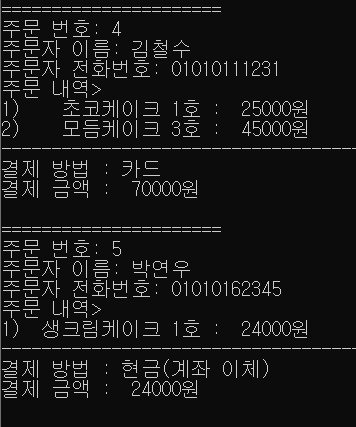 ======================
주문 번호: 4
주문자 이름: 김철수
주문자 전화번호: 01010111231
주문 내역>
1)   초코케이크 1호 :  25000원
2)   모듬케이크 3호 :  45000원
------------------------------------
결제 방법 : 카드
결제 금액 :  70000원
======================
주문 번호: 5
주문자 이름: 박연우
주문자 전화번호: 01010162345
주문 내역>
1)  생크림케이크 1호 :  24000원
------------------------------------
결제 방법 : 현금(계좌 이체)
결제 금액 :  24000원